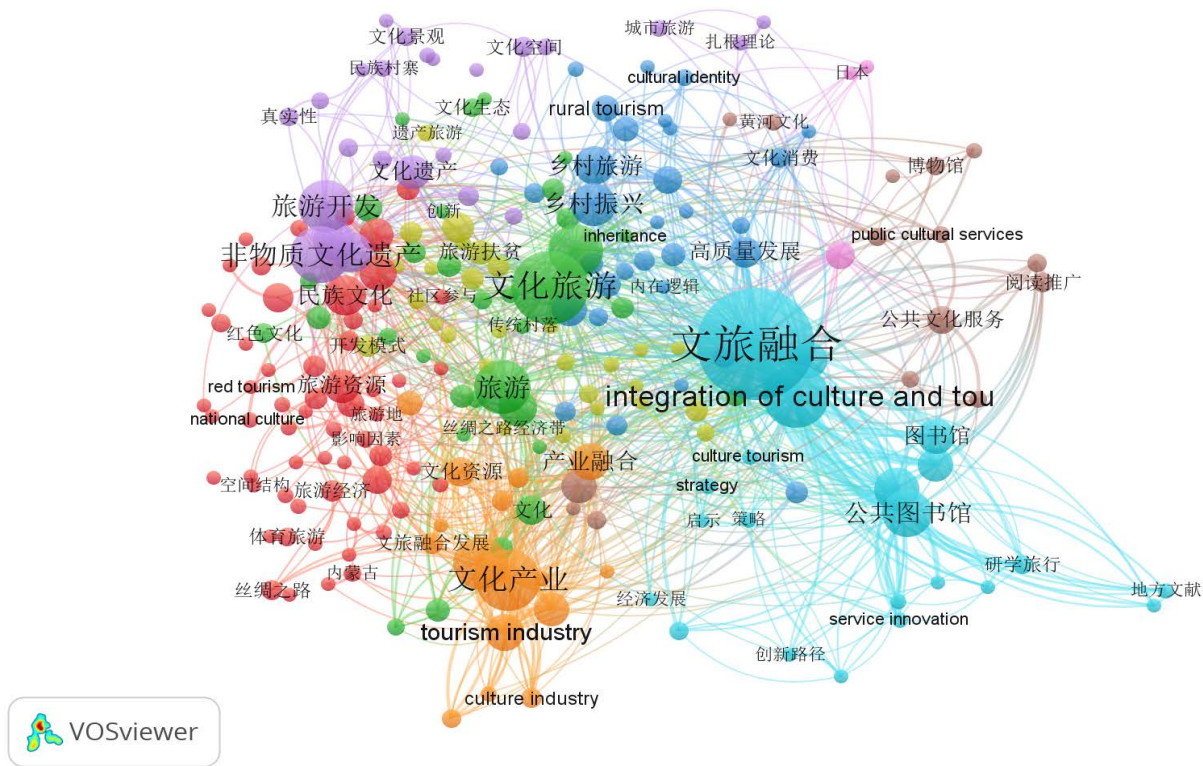 文化景观
文化空间
城市旅游
扎根理论
民族村寨
cultural identity
日本
真实性
文化生态
rural tourism
黄河文化
遗产旅游
文化遗产
乡村旅游
文化消费
博物馆
旅游开发
创新
乡村振兴
inheritance
public cultural services
非物质文化遗产
旅游扶贫
高质量发展
阅读推广
民族文化
社区参与
文化旅游
内在逻辑
公共文化服务
红色文化
开发模式
传统村落
文旅融合
red tourism
旅游资源
旅游
integration of culture and tou
national culture
旅游地
影响因素
丝绸之路经济带
图书馆
空间结构
旅游经济
文化资源
产业融合
culture tourism
strategy
体育旅游
文旅融合发展
文化
启示
策略
公共图书馆
丝绸之路
内蒙古
文化产业
经济发展
研学旅行
地方文献
tourism industry
service innovation
创新路径
culture industry
VOSviewer